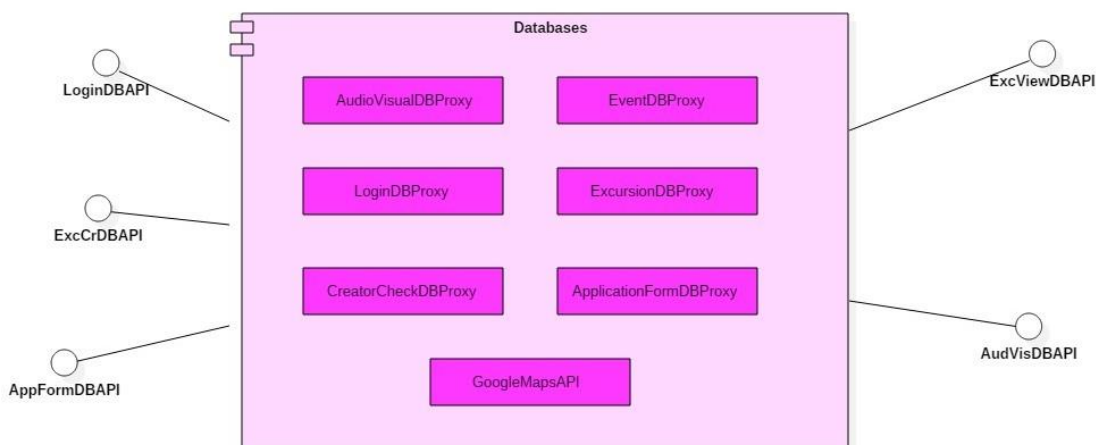 Databases
LoginDBAPI
ExcViewDBAPI
AudioVisualDBProxy
EventDBProxy
LoginDBProxy
ExcursionDBProxy
ExcCrDBAPI
CreatorCheckDBProxy
ApplicationFormDBProxy
AppFormDBAPI
AudVisDBAPI
GoogleMapsAPI